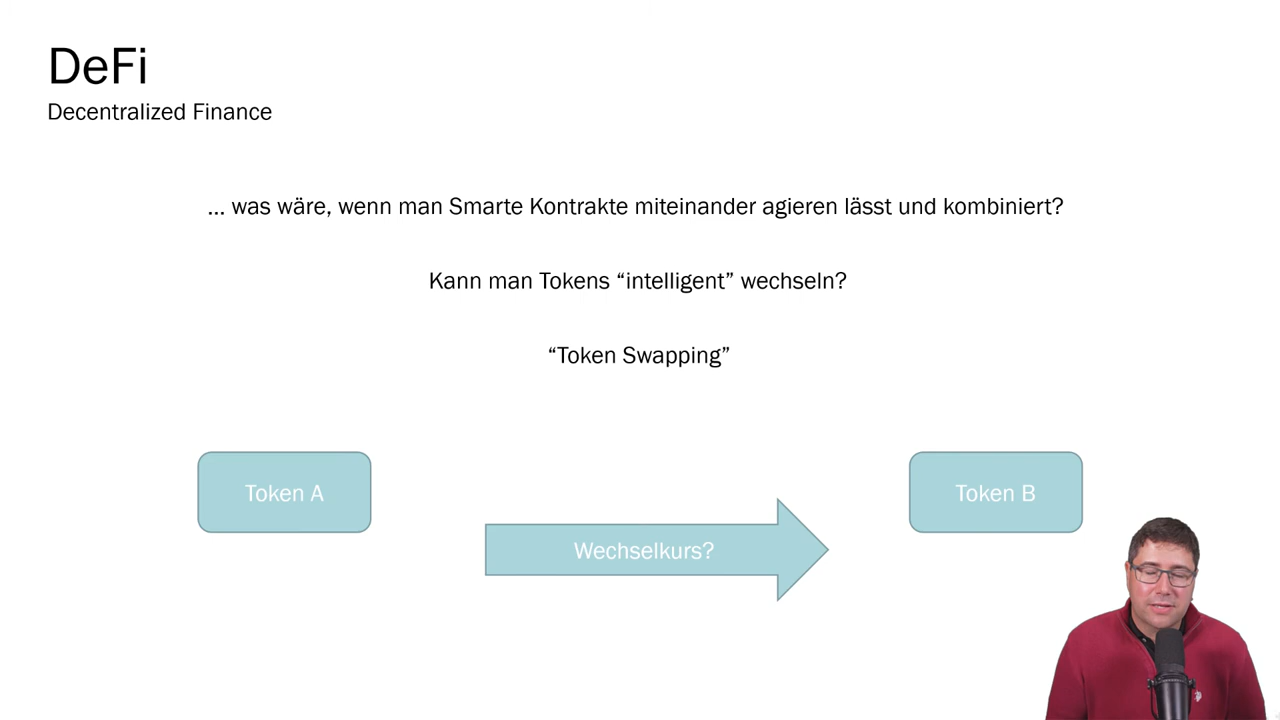 DeFi
Decentralized Finance
... was wäre, wenn man Smarte Kontrakte miteinander agieren lässt und kombiniert?
Kann man Tokens “intelligent” wechseln?
“Token Swapping”
Token A
Token B
Wechselkurs?